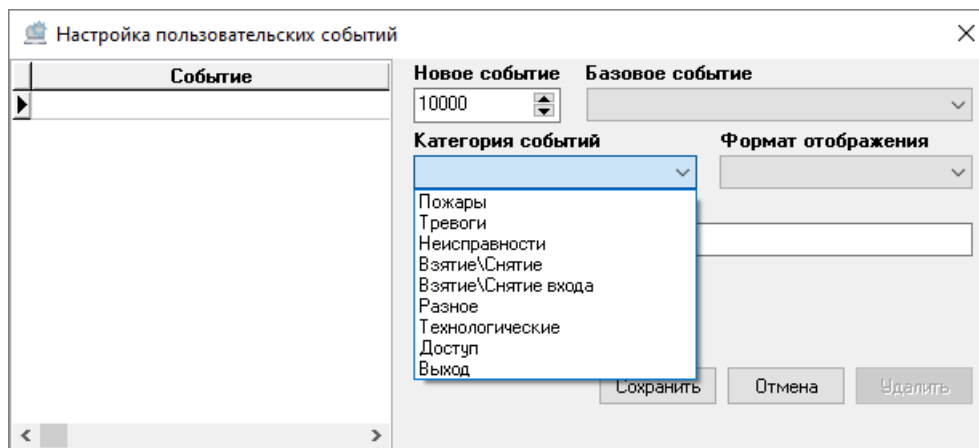 Настройка пользовательских событий
Событие
Новое событие
Базовое событие
10000
Категория событий
Формат отображения
Пожары
Тревоги
Неисправности
Взятие\Снятие
Взятие\Снятие входа
Разное
Технологические
Доступ
Выход
Сохранить
Отмена
Удалить